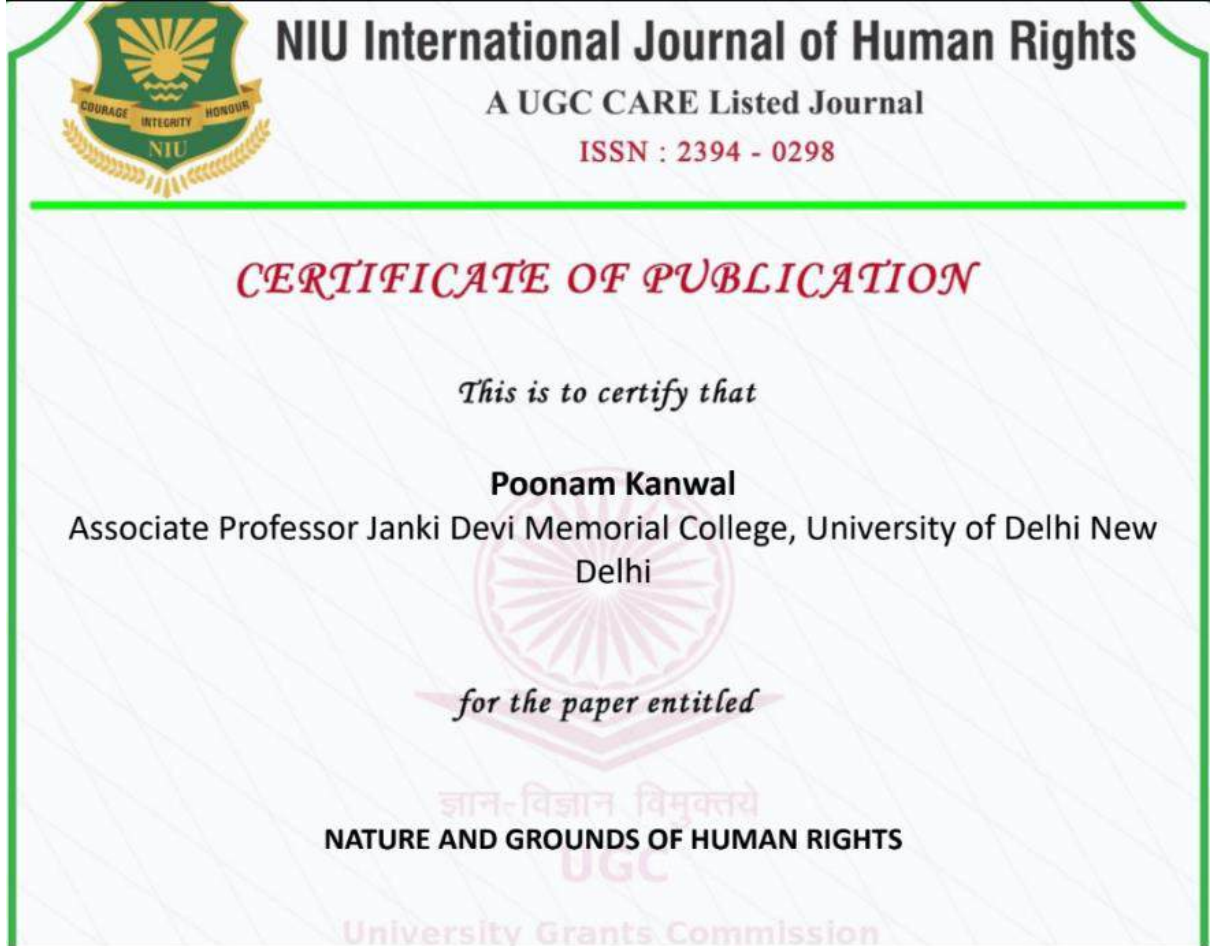 NIU International Journal of Human Rights
COURAGE INTEGRITY HONOUR
NIU
A UGC CARE Listed Journal
ISSN : 2394 - 0298
CERTIFICATE OF PUBLICATION
This is to certify that
Poonam Kanwal
Associate Professor Janki Devi Memorial College, University of Delhi New
Delhi
for the paper entitled
ज्ञान-विज्ञान विमुक्तये
NATURE AND GROUNDS OF HUMAN RIGHTS
UGC
University Grants Commission